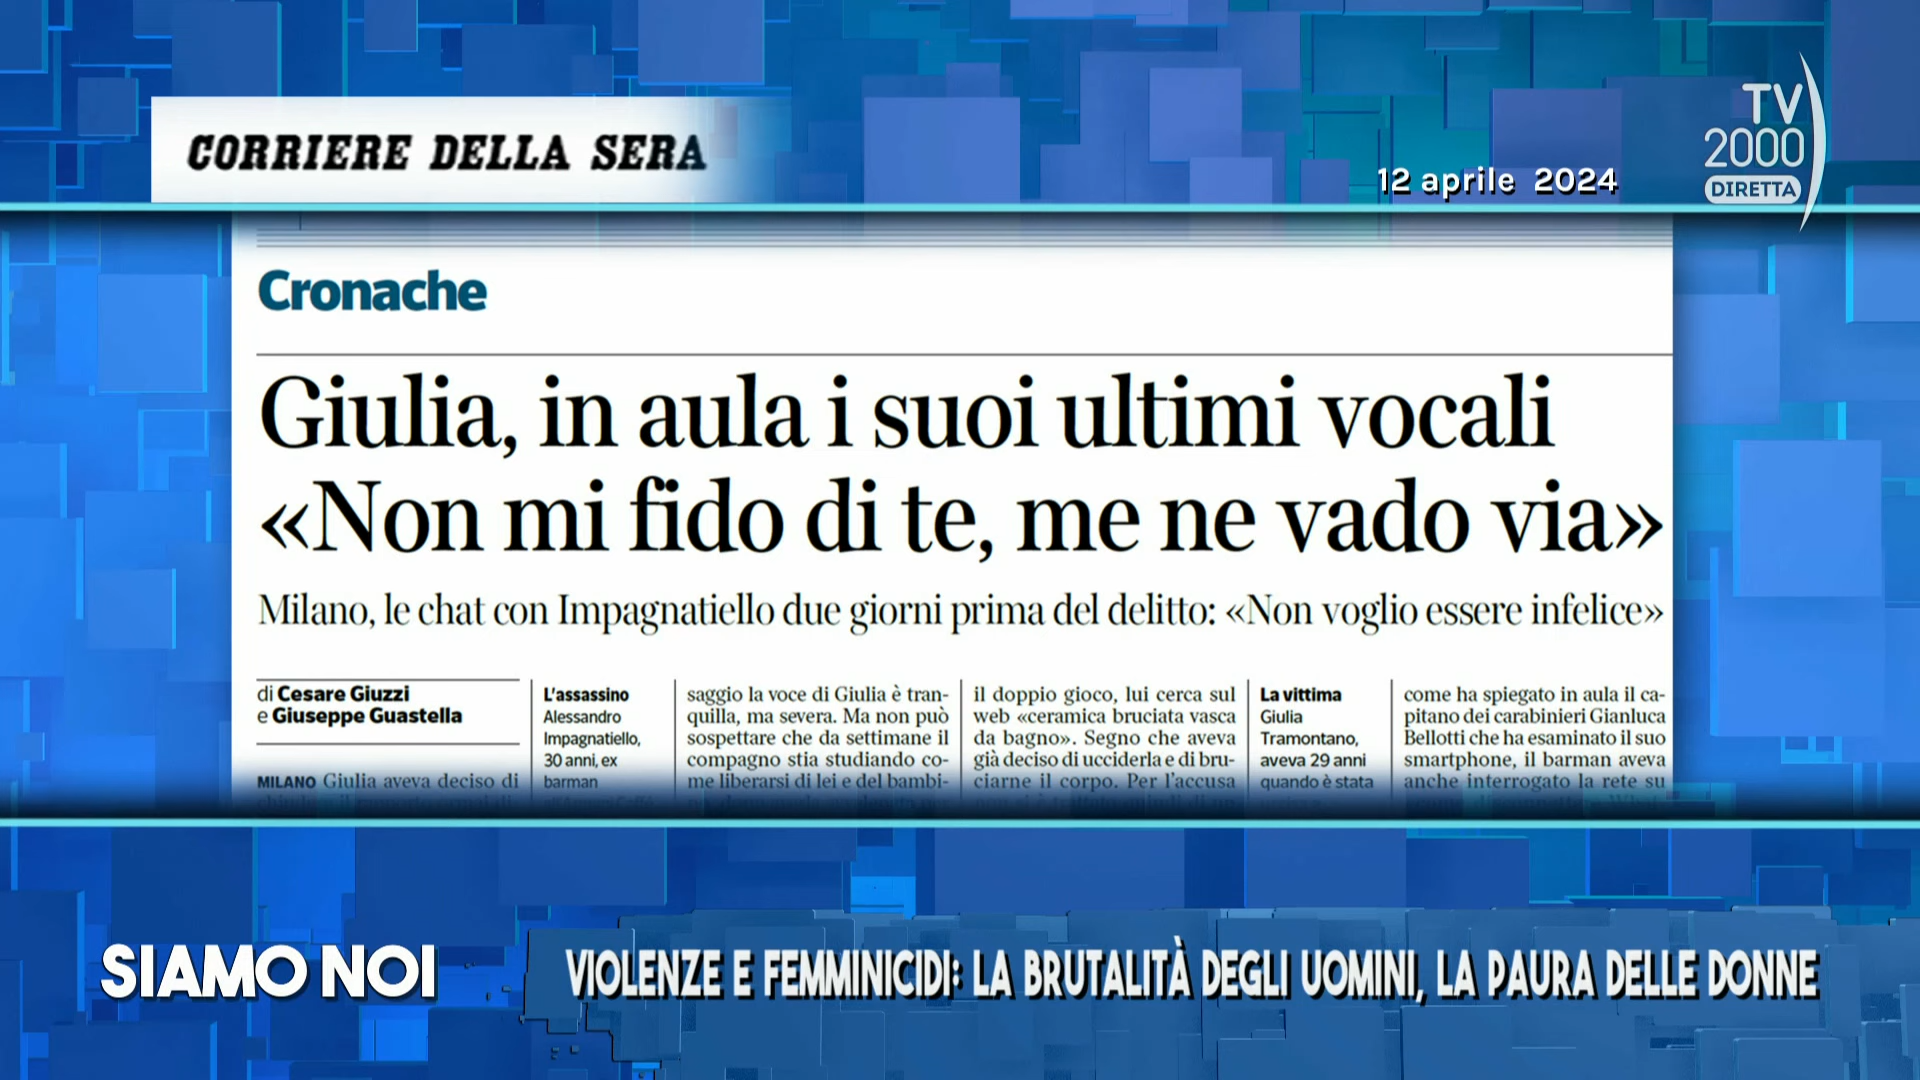 CORRIERE DELLA SERA
12 aprile 2024
TV
2000
DIRETTA
Cronache
Giulia, in aula i suoi ultimi vocali
«Non mi fido di te, me ne vado via»
Milano, le chat con Impagnatiello due giorni prima del delitto: «Non voglio essere infelice»
di Cesare Giuzzi
e Giuseppe Guastella
MILANO Giulia aveva deciso di
L'assassino
Alessandro
Impagnatiello,
30 anni, ex
barman
saggio la voce di Giulia è tran-
quilla, ma severa. Ma non può
sospettare che da settimane il
compagno stia studiando co-
me liberarsi di lei e del bambi-
il doppio gioco, lui cerca sul
web «ceramica bruciata vasca
da bagno». Segno che aveva
già deciso di ucciderla e di bru-
ciarne il corpo. Per l'accusa
La vittima
Giulia
Tramontano,
aveva 29 anni
quando è stata
come ha spiegato in aula il ca-
pitano dei carabinieri Gianluca
Bellotti che ha esaminato il suo
smartphone, il barman aveva
anche interrogato la rete su
SIAMO NOI
VIOLENZE E FEMMINICIDI: LA BRUTALITÀ DEGLI UOMINI, LA PAURA DELLE DONNE